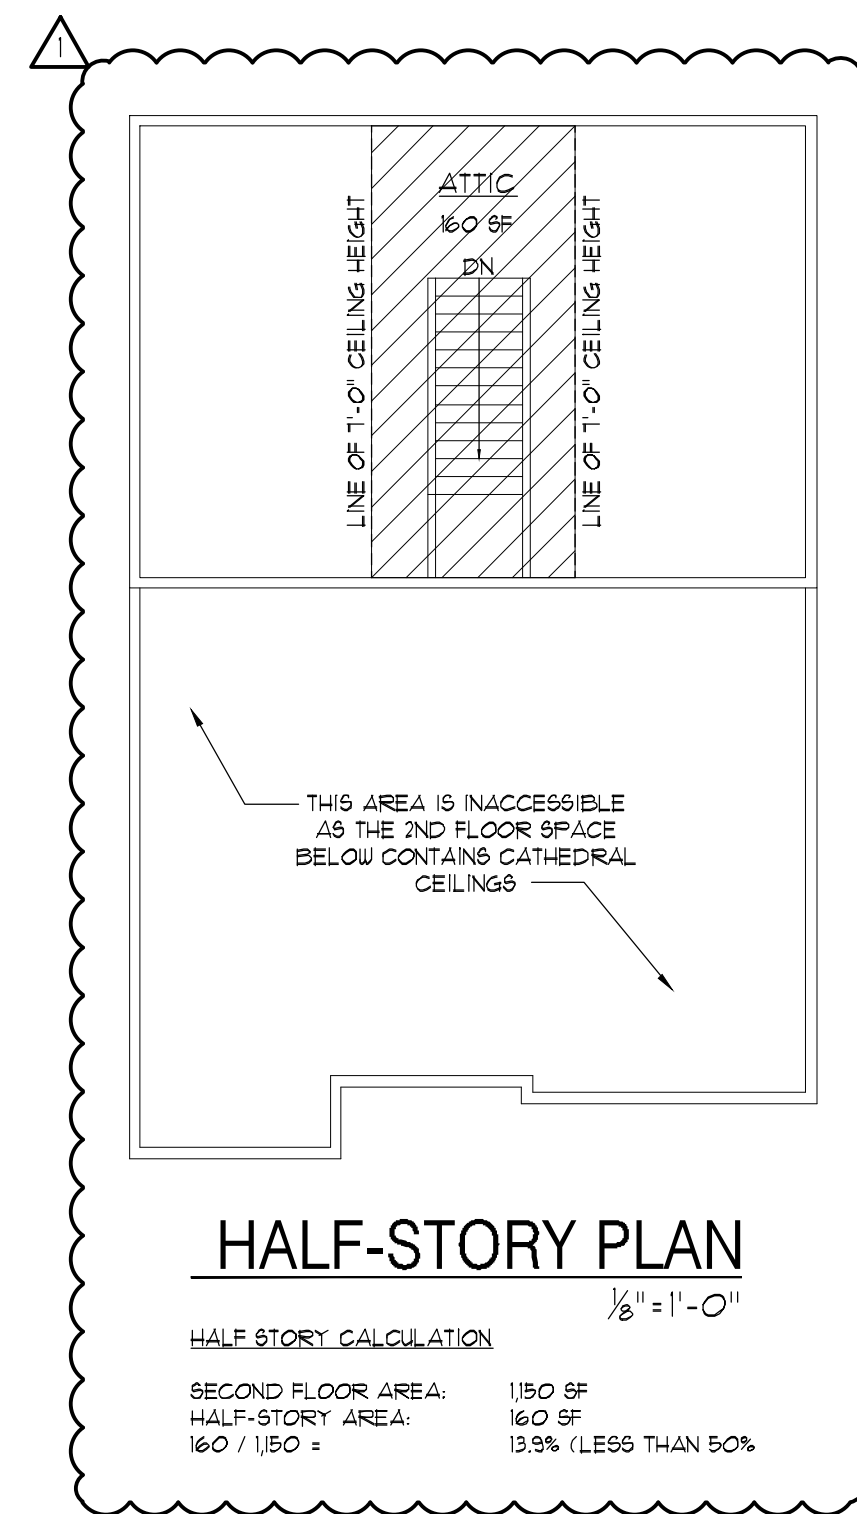 1
ATTIC
160 SF
DN
LINE OF 7'-0" CEILING HEIGHT
LINE OF 7'-0" CEILING HEIGHT
THIS AREA IS INACCESSIBLE
AS THE 2ND FLOOR SPACE
BELOW CONTAINS CATHEDRAL
CEILINGS
HALF-STORY PLAN
1/8"=1'-0"
HALF STORY CALCULATION
SECOND FLOOR AREA: 1,150 SF
HALF-STORY AREA: 160 SF
160 / 1,150 = 13.9% (LESS THAN 50%